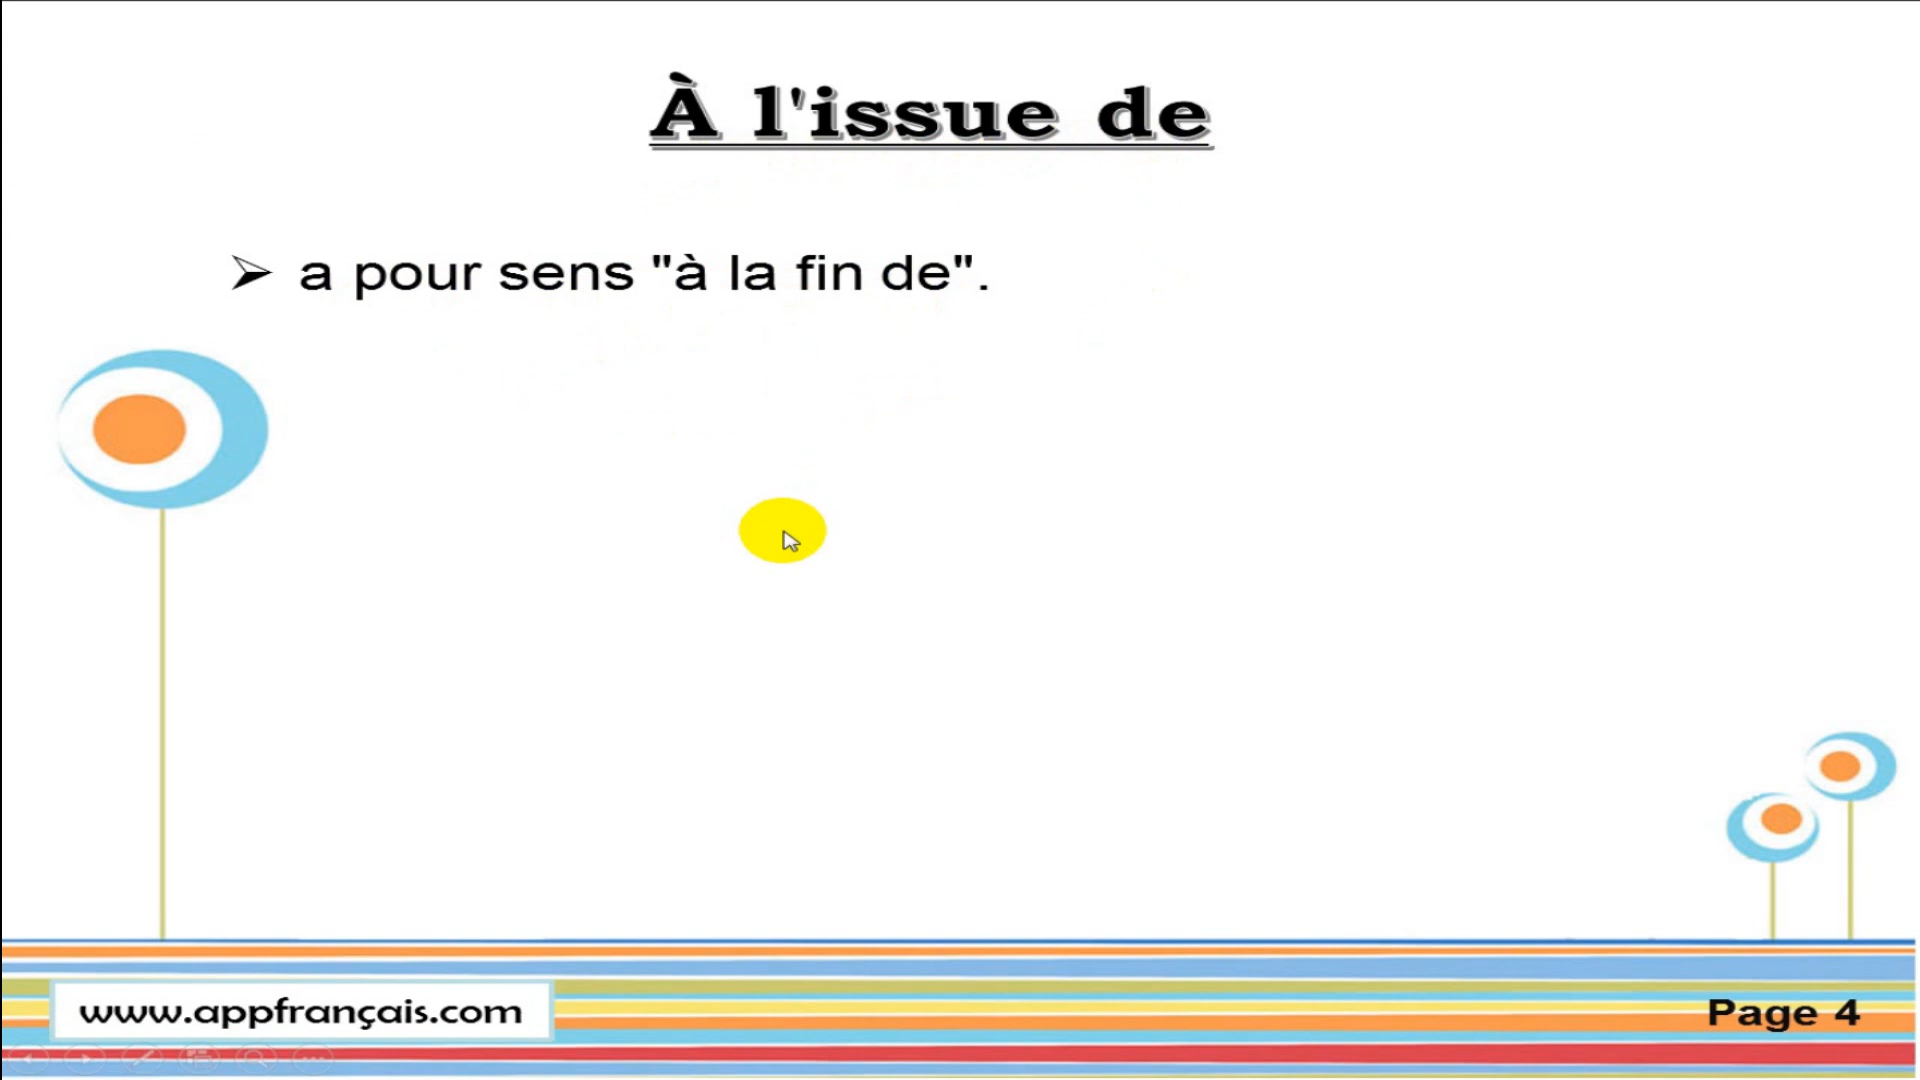 À l'issue de
➢ a pour sens "à la fin de".
www.appfrançais.com
Page 4